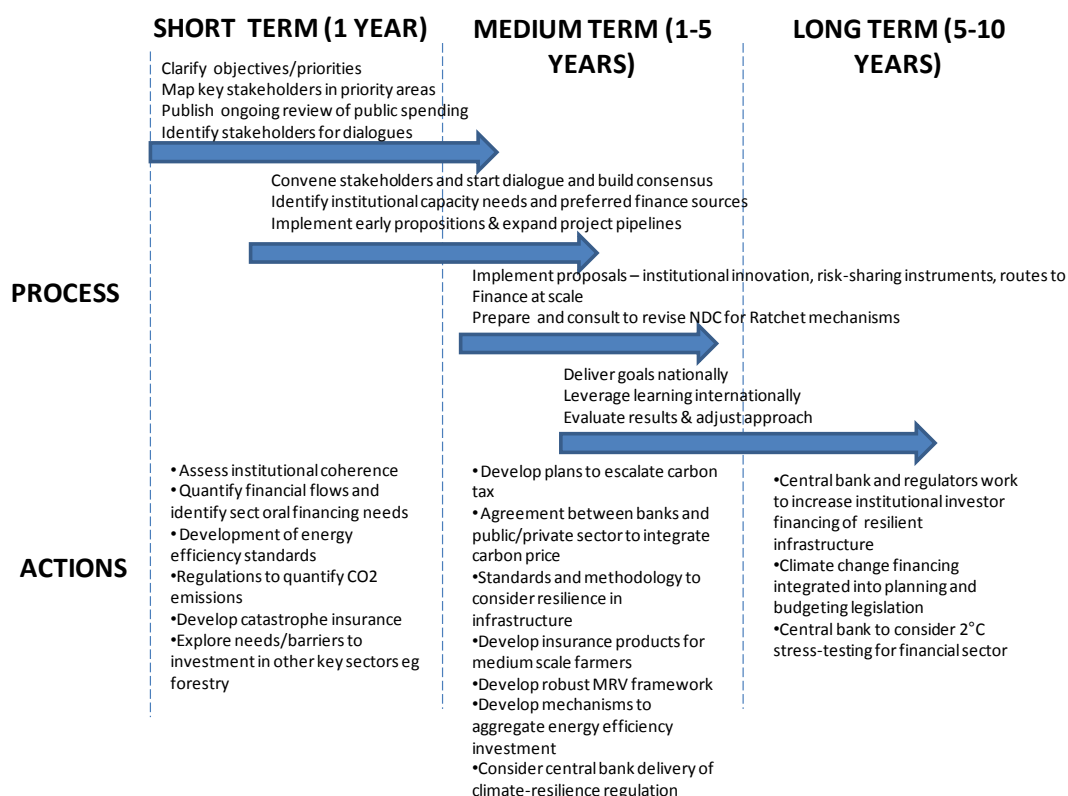 SHORT TERM (1 YEAR)
MEDIUM TERM (1-5
YEARS)
LONG TERM (5-10
YEARS)
Clarify objectives/priorities
Map key stakeholders in priority areas
Publish ongoing review of public spending
Identify stakeholders for dialogues
Convene stakeholders and start dialogue and build consensus
Identify institutional capacity needs and preferred finance sources
Implement early propositions & expand project pipelines
PROCESS
Implement proposals – institutional innovation, risk-sharing instruments, routes to
Finance at scale
Prepare and consult to revise NDC for Ratchet mechanisms
Deliver goals nationally
Leverage learning internationally
Evaluate results & adjust approach
ACTIONS
•Assess institutional coherence
•Quantify financial flows and
identify sect oral financing needs
•Development of energy
efficiency standards
•Regulations to quantify CO2
emissions
•Develop catastrophe insurance
•Explore needs/barriers to
investment in other key sectors eg
forestry
•Develop plans to escalate carbon
tax
•Agreement between banks and
public/private sector to integrate
carbon price
•Standards and methodology to
consider resilience in
infrastructure
•Develop insurance products for
medium scale farmers
•Develop robust MRV framework
•Develop mechanisms to
aggregate energy efficiency
investment
•Consider central bank delivery of
climate-resilience regulation
•Central bank and regulators work
to increase institutional investor
financing of resilient
infrastructure
•Climate change financing
integrated into planning and
budgeting legislation
•Central bank to consider 2°C
stress-testing for financial sector